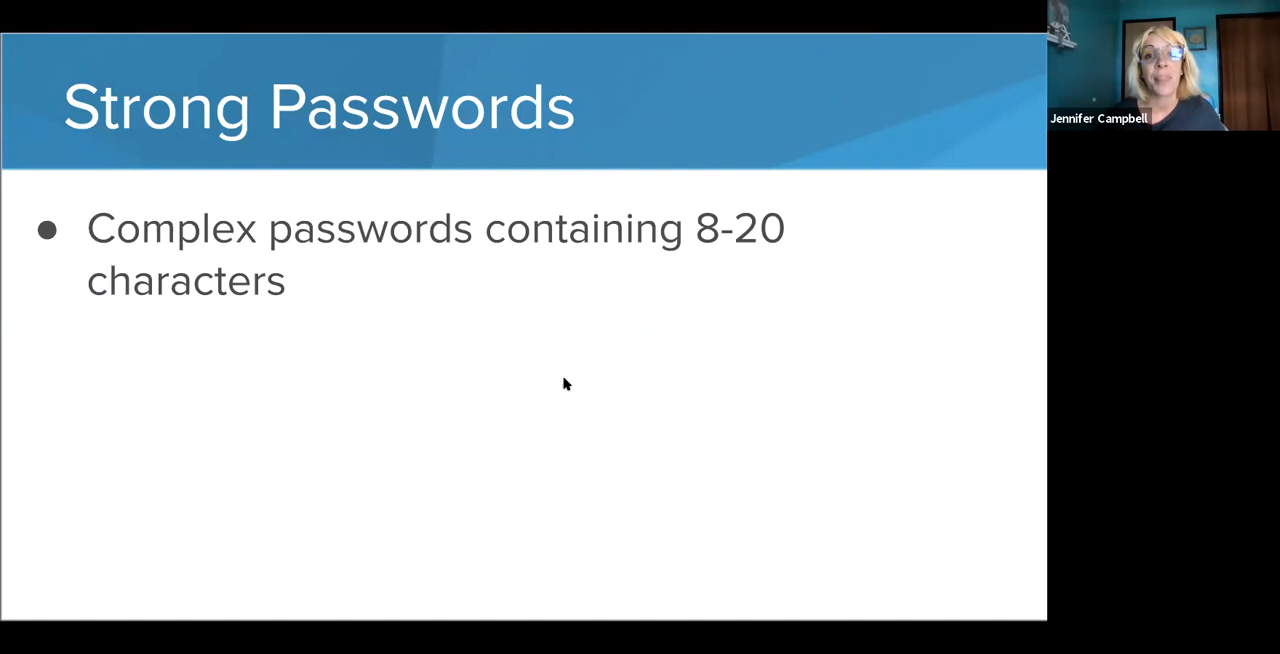 Strong Passwords
● Complex passwords containing 8-20
characters
Jennifer Campbell